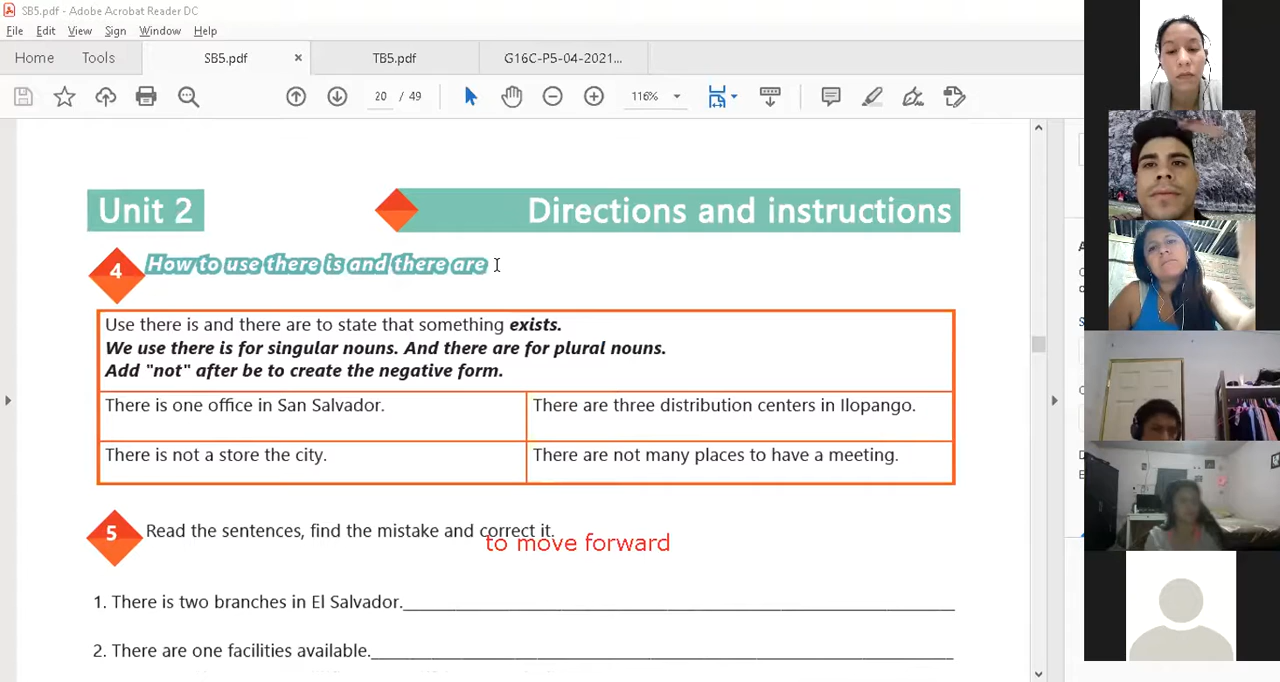 SB5.pdf - Adobe Acrobat Reader DC
File Edit View Sign Window Help
Home Tools SB5.pdf × TB5.pdf G16C-P5-04-2021...
20 / 49 116%
Unit 2 Directions and instructions
4 How to use there is and there are
Use there is and there are to state that something exists.
We use there is for singular nouns. And there are for plural nouns.
Add "not" after be to create the negative form.
There is one office in San Salvador. There are three distribution centers in Ilopango.
There is not a store the city. There are not many places to have a meeting.
5 Read the sentences, find the mistake and correct it.
to move forward
1. There is two branches in El Salvador.
2. There are one facilities available.